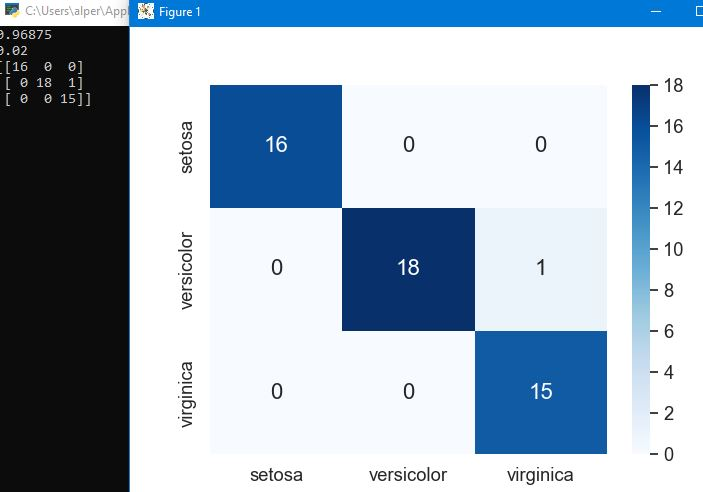 C:\Users\alper\Appl
Figure 1
0.96875
0.02
[[16 0 0]
[ 0 18 1]
[ 0 0 15]]
setosa 16 0 0
versicolor 0 18 1
virginica 0 0 15
setosa versicolor virginica
18
16
14
12
10
8
6
4
2
0